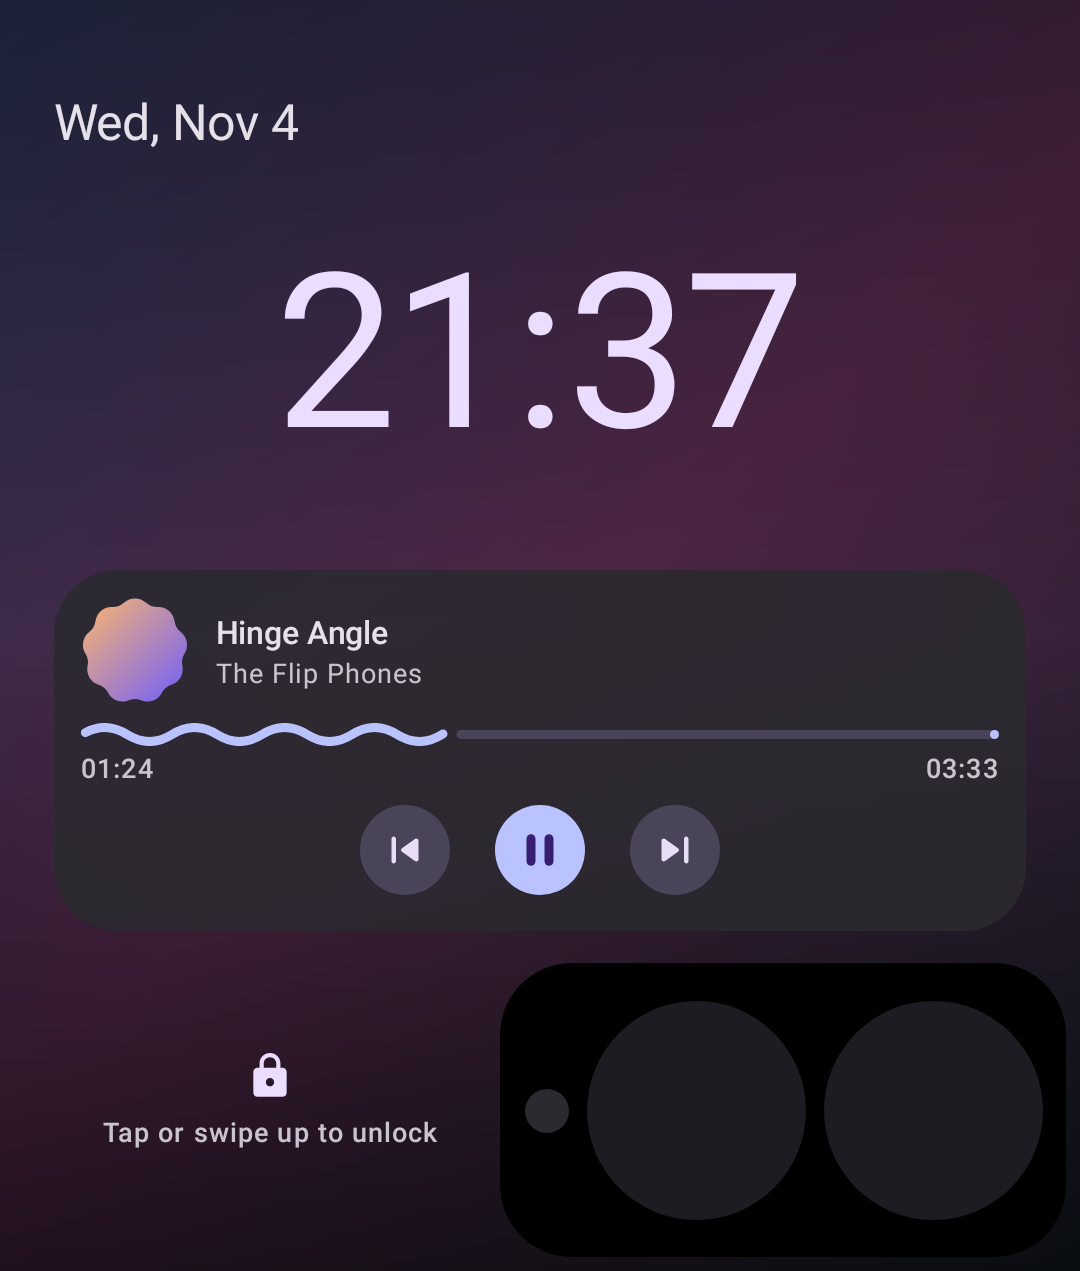 Wed, Nov 4
21:37
Hinge Angle
The Flip Phones
01:24
03:33
Tap or swipe up to unlock